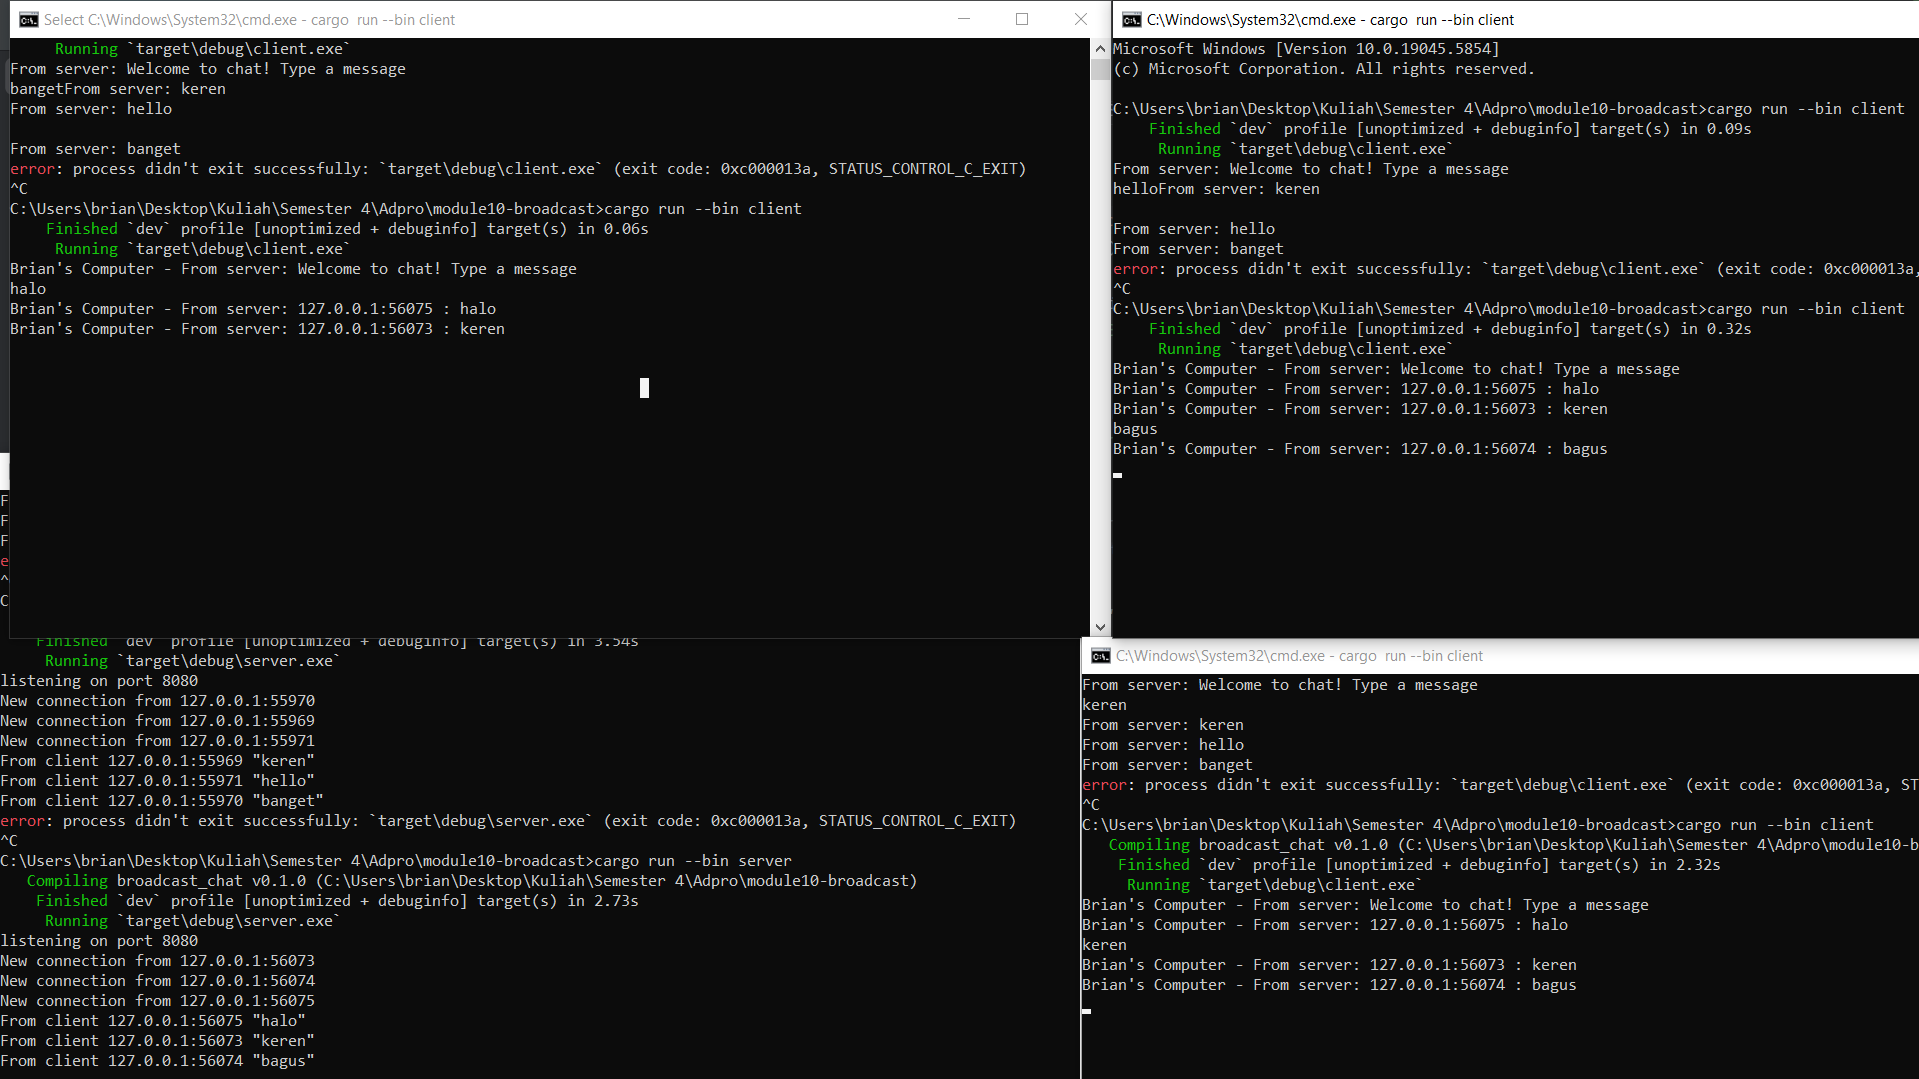 Select C:\Windows\System32\cmd.exe - cargo  run --bin client
    Running `target\debug\client.exe`
From server: Welcome to chat! Type a message
bangetFrom server: keren
From server: hello
From server: banget
error: process didn't exit successfully: `target\debug\client.exe` (exit code: 0xc000013a, STATUS_CONTROL_C_EXIT)
^C
C:\Users\brian\Desktop\Kuliah\Semester 4\Adpro\module10-broadcast>cargo run --bin client
    Finished `dev` profile [unoptimized + debuginfo] target(s) in 0.06s
     Running `target\debug\client.exe`
Brian's Computer - From server: Welcome to chat! Type a message
halo
Brian's Computer - From server: 127.0.0.1:56075 : halo
Brian's Computer - From server: 127.0.0.1:56073 : keren
C:\Windows\System32\cmd.exe - cargo  run --bin client
Microsoft Windows [Version 10.0.19045.5854]
(c) Microsoft Corporation. All rights reserved.
C:\Users\brian\Desktop\Kuliah\Semester 4\Adpro\module10-broadcast>cargo run --bin client
    Finished `dev` profile [unoptimized + debuginfo] target(s) in 0.09s
     Running `target\debug\client.exe`
From server: Welcome to chat! Type a message
helloFrom server: keren
From server: hello
From server: banget
error: process didn't exit successfully: `target\debug\client.exe` (exit code: 0xc000013a,
^C
C:\Users\brian\Desktop\Kuliah\Semester 4\Adpro\module10-broadcast>cargo run --bin client
    Finished `dev` profile [unoptimized + debuginfo] target(s) in 0.32s
     Running `target\debug\client.exe`
Brian's Computer - From server: Welcome to chat! Type a message
Brian's Computer - From server: 127.0.0.1:56075 : halo
Brian's Computer - From server: 127.0.0.1:56073 : keren
bagus
Brian's Computer - From server: 127.0.0.1:56074 : bagus
F
F
F
e
^
C
    Finished `dev` profile [unoptimized + debuginfo] target(s) in 3.54s
     Running `target\debug\server.exe`
listening on port 8080
New connection from 127.0.0.1:55970
New connection from 127.0.0.1:55969
New connection from 127.0.0.1:55971
From client 127.0.0.1:55969 "keren"
From client 127.0.0.1:55971 "hello"
From client 127.0.0.1:55970 "banget"
error: process didn't exit successfully: `target\debug\server.exe` (exit code: 0xc000013a, STATUS_CONTROL_C_EXIT)
^C
C:\Users\brian\Desktop\Kuliah\Semester 4\Adpro\module10-broadcast>cargo run --bin server
   Compiling broadcast_chat v0.1.0 (C:\Users\brian\Desktop\Kuliah\Semester 4\Adpro\module10-broadcast)
    Finished `dev` profile [unoptimized + debuginfo] target(s) in 2.73s
     Running `target\debug\server.exe`
listening on port 8080
New connection from 127.0.0.1:56073
New connection from 127.0.0.1:56074
New connection from 127.0.0.1:56075
From client 127.0.0.1:56075 "halo"
From client 127.0.0.1:56073 "keren"
From client 127.0.0.1:56074 "bagus"
C:\Windows\System32\cmd.exe - cargo  run --bin client
From server: Welcome to chat! Type a message
keren
From server: keren
From server: hello
From server: banget
error: process didn't exit successfully: `target\debug\client.exe` (exit code: 0xc000013a, ST
^C
C:\Users\brian\Desktop\Kuliah\Semester 4\Adpro\module10-broadcast>cargo run --bin client
   Compiling broadcast_chat v0.1.0 (C:\Users\brian\Desktop\Kuliah\Semester 4\Adpro\module10-b
    Finished `dev` profile [unoptimized + debuginfo] target(s) in 2.32s
     Running `target\debug\client.exe`
Brian's Computer - From server: Welcome to chat! Type a message
Brian's Computer - From server: 127.0.0.1:56075 : halo
keren
Brian's Computer - From server: 127.0.0.1:56073 : keren
Brian's Computer - From server: 127.0.0.1:56074 : bagus